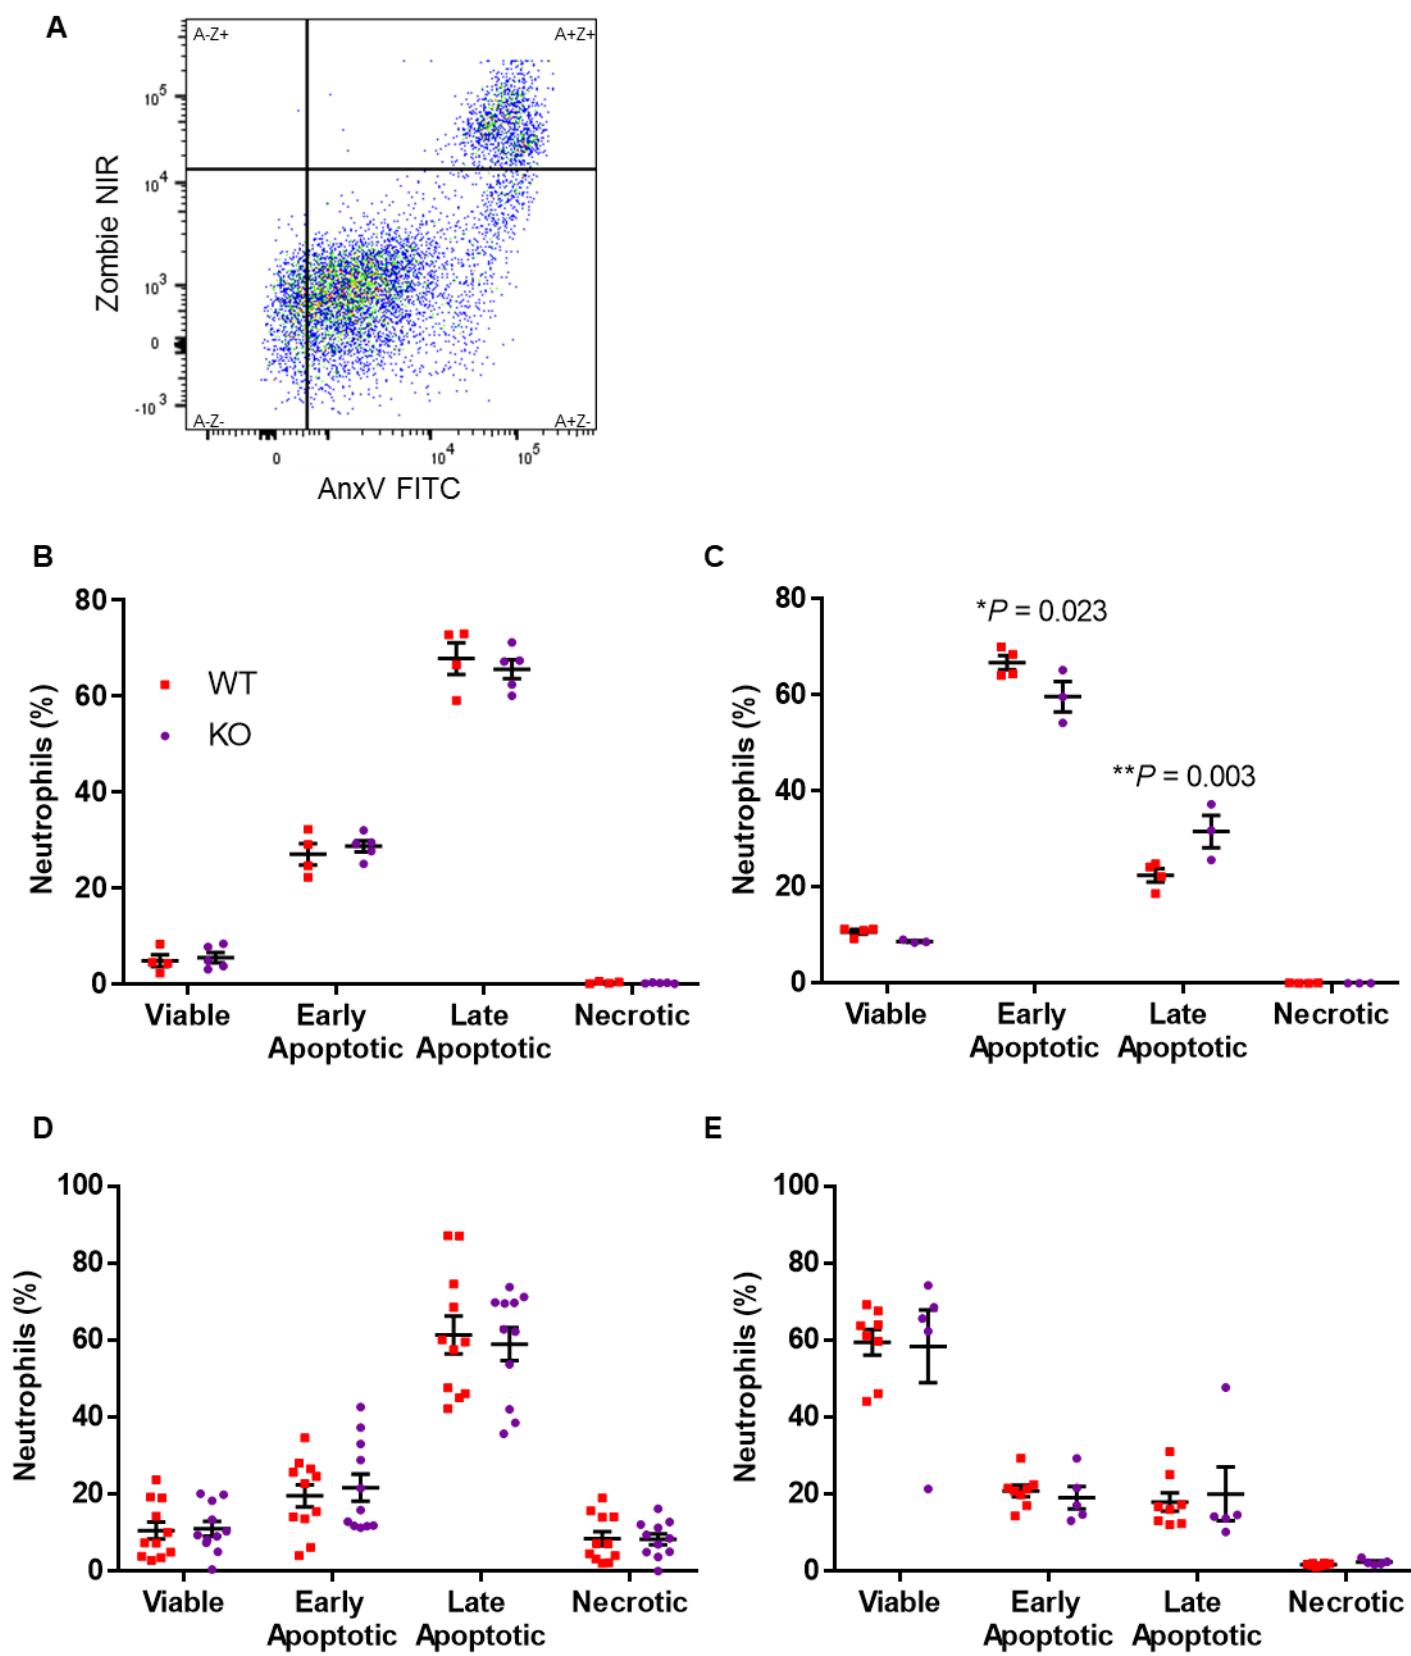 A
A-Z+ A+Z+
10^5
10^4
10^3
0
-10^3
Zombie NIR
A-Z- A+Z-
0 10^4 10^5
AnxV FITC
B
80
60
40
20
0
Neutrophils (%)
WT
KO
Viable Early Apoptotic Late Apoptotic Necrotic
C
80
60
40
20
0
Neutrophils (%)
*P = 0.023
**P = 0.003
Viable Early Apoptotic Late Apoptotic Necrotic
D
100
80
60
40
20
0
Neutrophils (%)
Viable Early Apoptotic Late Apoptotic Necrotic
E
100
80
60
40
20
0
Neutrophils (%)
Viable Early Apoptotic Late Apoptotic Necrotic